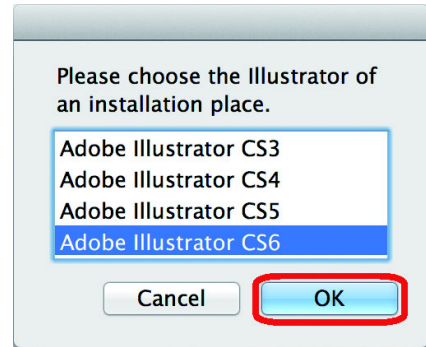 Please choose the Illustrator of
an installation place.
Adobe Illustrator CS3
Adobe Illustrator CS4
Adobe Illustrator CS5
Adobe Illustrator CS6
Cancel OK